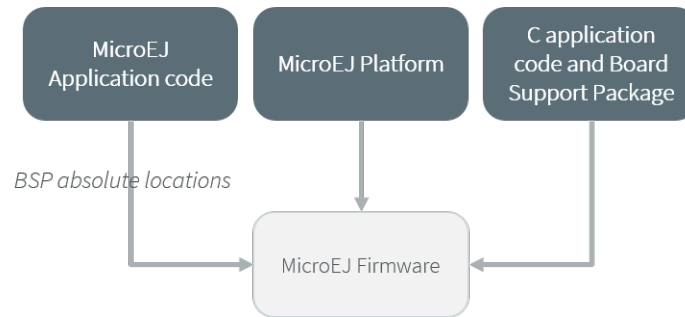 MicroEJ
Application code
MicroEJ Platform
C application
code and Board
Support Package
BSP absolute locations
MicroEJ Firmware